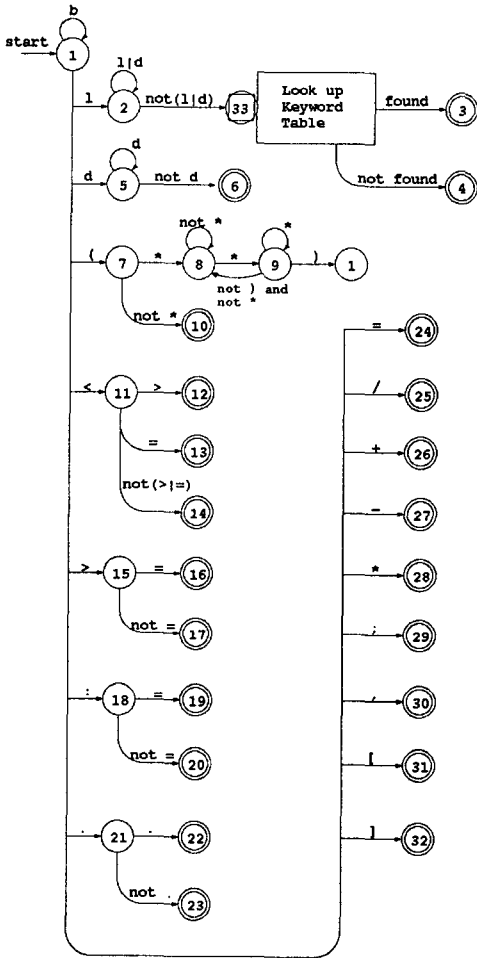 b
start
1
l|d
l
2
not(l|d)
33
Look up
Keyword
Table
found
3
not found
4
d
d
5
not d
6
not *
*
(
7
*
8
*
9
)
1
not ) and
not *
not *
10
<
11
>
12
=
13
not(>|=)
14
>
15
=
16
not =
17
:
18
=
19
not =
20
.
21
.
22
not .
23
=
24
/
25
+
26
-
27
*
28
;
29
,
30
[
31
]
32